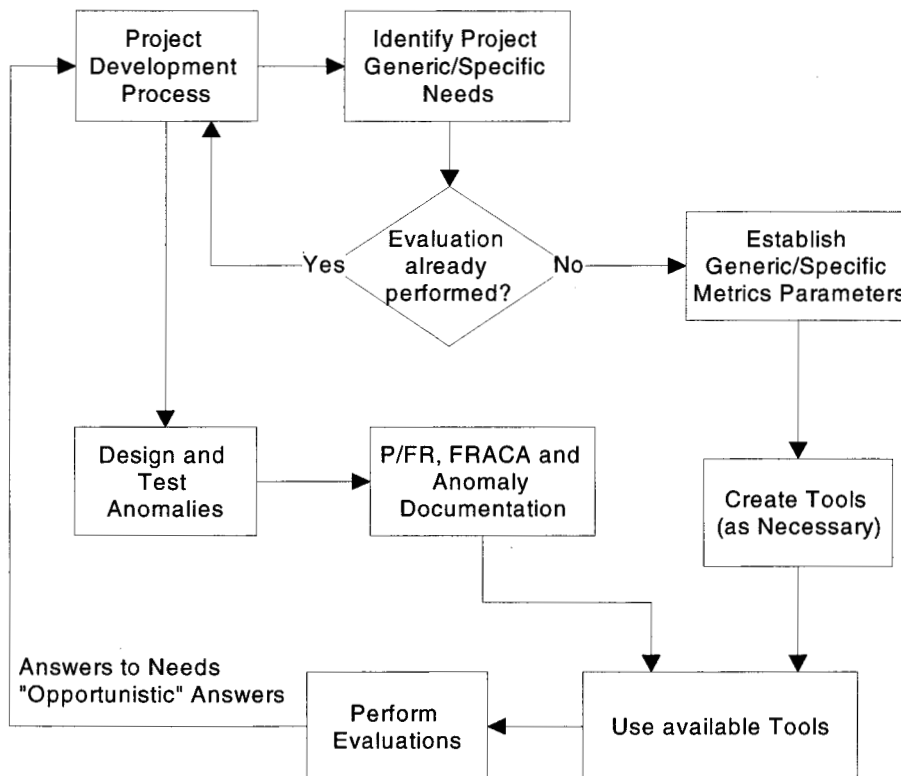 Project
Development
Process
Identify Project
Generic/Specific
Needs
Evaluation
already
performed?
Yes
No
Establish
Generic/Specific
Metrics Parameters
Design and
Test
Anomalies
P/FR, FRACA and
Anomaly
Documentation
Create Tools
(as Necessary)
Answers to Needs
"Opportunistic" Answers
Perform
Evaluations
Use available Tools